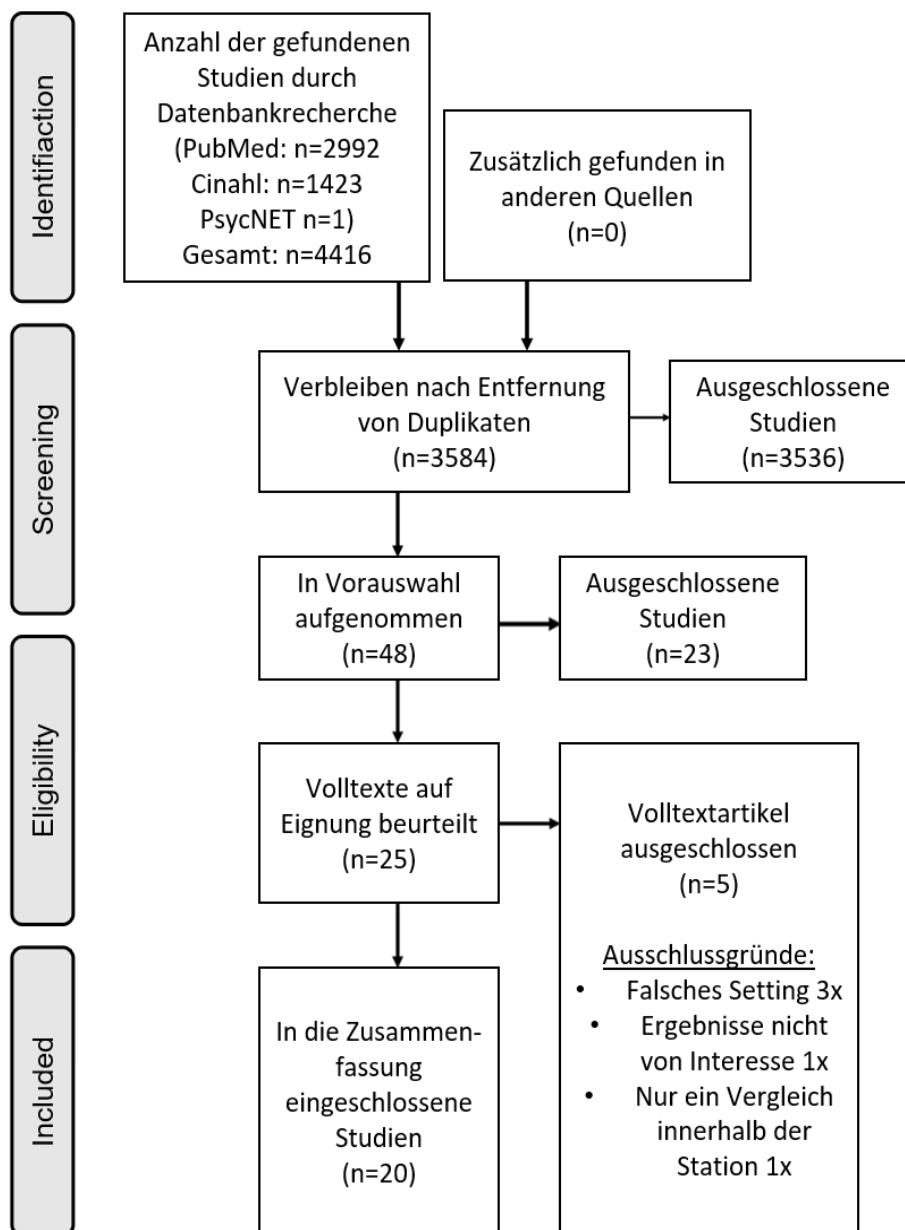 Identifiaction
Anzahl der gefundenen
Studien durch
Datenbankrecherche
(PubMed: n=2992
Cinahl: n=1423
PsycNET n=1)
Gesamt: n=4416
Zusätzlich gefunden in
anderen Quellen
(n=0)
Screening
Verbleiben nach Entfernung
von Duplikaten
(n=3584)
Ausgeschlossene
Studien
(n=3536)
In Vorauswahl
aufgenommen
(n=48)
Ausgeschlossene
Studien
(n=23)
Eligibility
Volltexte auf
Eignung beurteilt
(n=25)
Volltextartikel
ausgeschlossen
(n=5)
Ausschlussgründe:
• Falsches Setting 3x
• Ergebnisse nicht
von Interesse 1x
• Nur ein Vergleich
innerhalb der
Station 1x
Included
In die Zusammen-
fassung
eingeschlossene
Studien
(n=20)